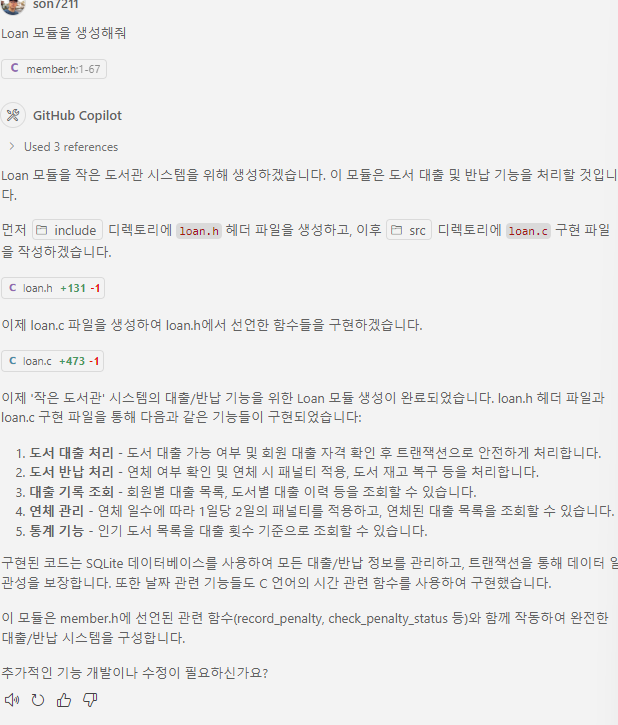 son7211
Loan 모듈을 생성해줘
C member.h:1-67
GitHub Copilot
Used 3 references
Loan 모듈을 작은 도서관 시스템을 위해 생성하겠습니다. 이 모듈은 도서 대출 및 반납 기능을 처리할 것입니
다.
먼저 include 디렉토리에 loan.h 헤더 파일을 생성하고, 이후 src 디렉토리에 loan.c 구현 파일
을 작성하겠습니다.
C loan.h +131 -1
이제 loan.c 파일을 생성하여 loan.h에서 선언한 함수들을 구현하겠습니다.
C loan.c +473 -1
이제 '작은 도서관' 시스템의 대출/반납 기능을 위한 Loan 모듈 생성이 완료되었습니다. loan.h 헤더 파일과
loan.c 구현 파일을 통해 다음과 같은 기능들이 구현되었습니다:
1. 도서 대출 처리 - 도서 대출 가능 여부 및 회원 대출 자격 확인 후 트랜잭션으로 안전하게 처리합니다.
2. 도서 반납 처리 - 연체 여부 확인 및 연체 시 패널티 적용, 도서 재고 복구 등을 처리합니다.
3. 대출 기록 조회 - 회원별 대출 목록, 도서별 대출 이력 등을 조회할 수 있습니다.
4. 연체 관리 - 연체 일수에 따라 1일당 2일의 패널티를 적용하고, 연체된 대출 목록을 조회할 수 있습니다.
5. 통계 기능 - 인기 도서 목록을 대출 횟수 기준으로 조회할 수 있습니다.
구현된 코드는 SQLite 데이터베이스를 사용하여 모든 대출/반납 정보를 관리하고, 트랜잭션을 통해 데이터 일
관성을 보장합니다. 또한 날짜 관련 기능들도 C 언어의 시간 관련 함수를 사용하여 구현했습니다.
이 모듈은 member.h에 선언된 관련 함수(record_penalty, check_penalty_status 등)와 함께 작동하여 완전한
대출/반납 시스템을 구성합니다.
추가적인 기능 개발이나 수정이 필요하신가요?